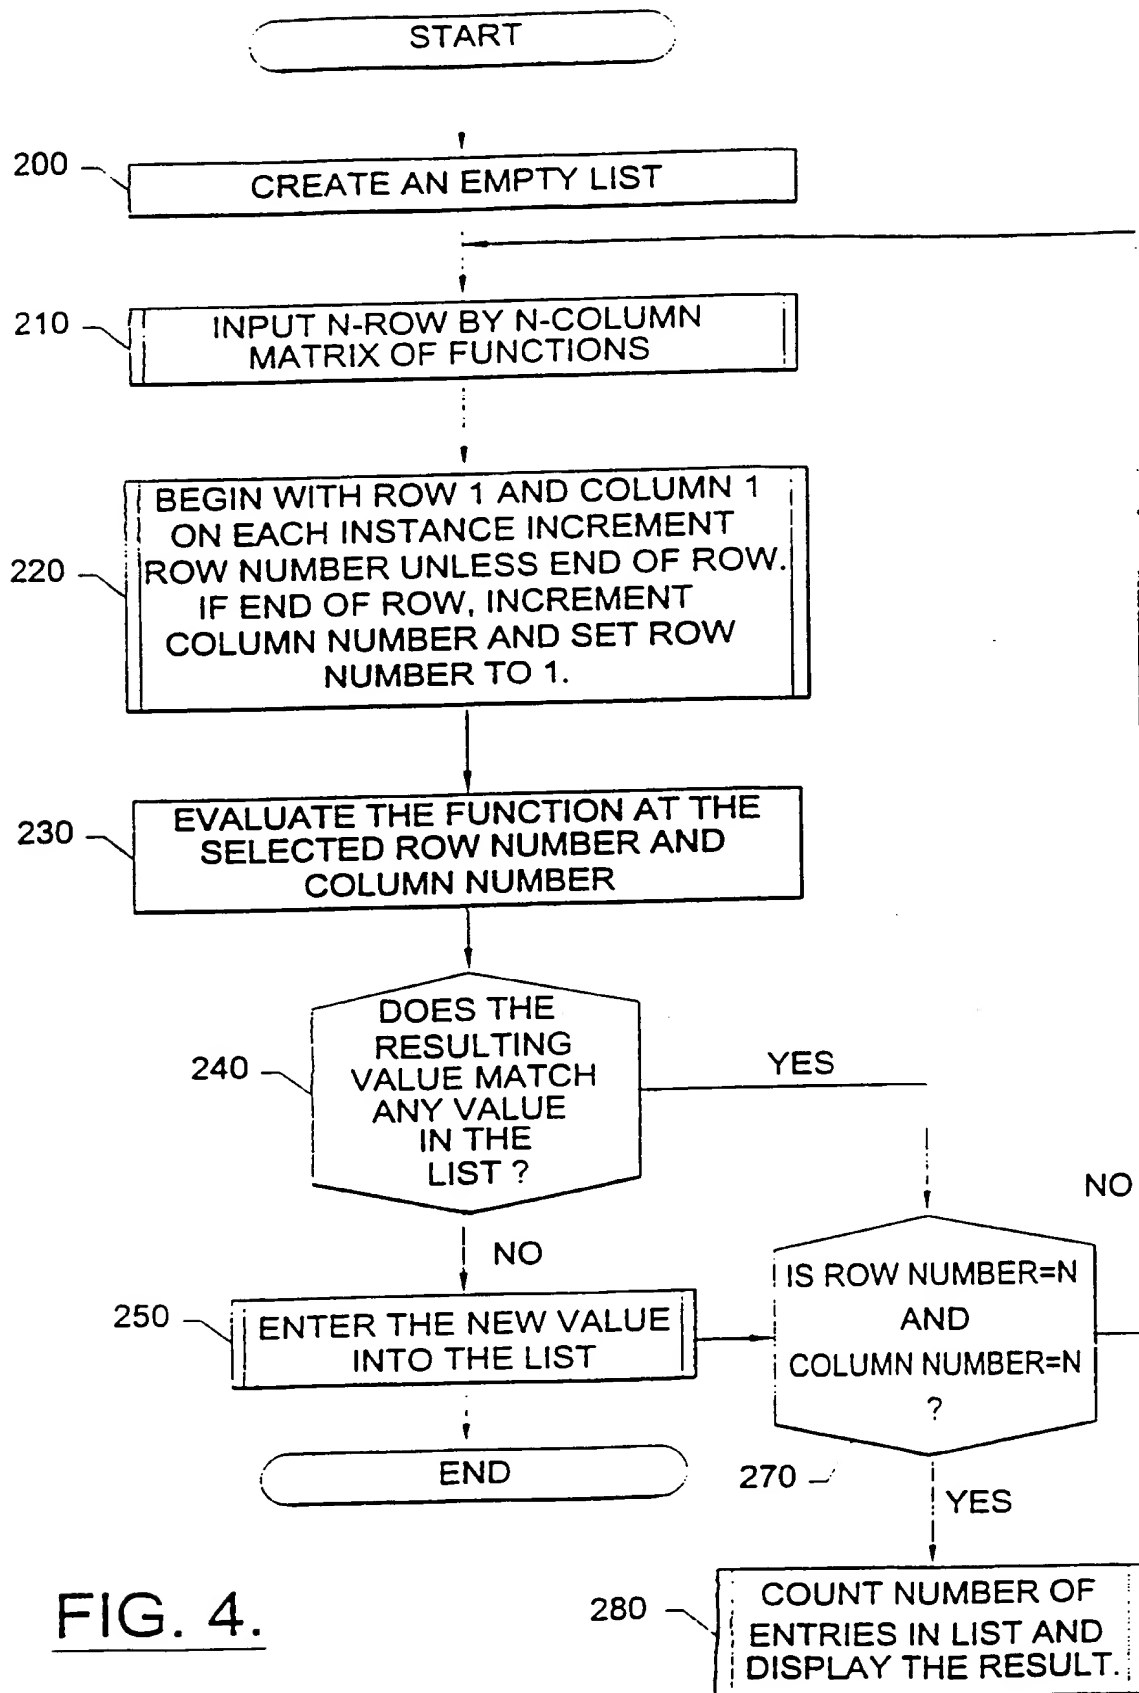 START
200
CREATE AN EMPTY LIST
210
INPUT N-ROW BY N-COLUMN
MATRIX OF FUNCTIONS
220
BEGIN WITH ROW 1 AND COLUMN 1
ON EACH INSTANCE INCREMENT
ROW NUMBER UNLESS END OF ROW.
IF END OF ROW, INCREMENT
COLUMN NUMBER AND SET ROW
NUMBER TO 1.
230
EVALUATE THE FUNCTION AT THE
SELECTED ROW NUMBER AND
COLUMN NUMBER
240
DOES THE
RESULTING
VALUE MATCH
ANY VALUE
IN THE
LIST ?
YES
NO
NO
250
ENTER THE NEW VALUE
INTO THE LIST
IS ROW NUMBER=N
AND
COLUMN NUMBER=N
?
END
270
YES
280
COUNT NUMBER OF
ENTRIES IN LIST AND
DISPLAY THE RESULT.
FIG. 4.